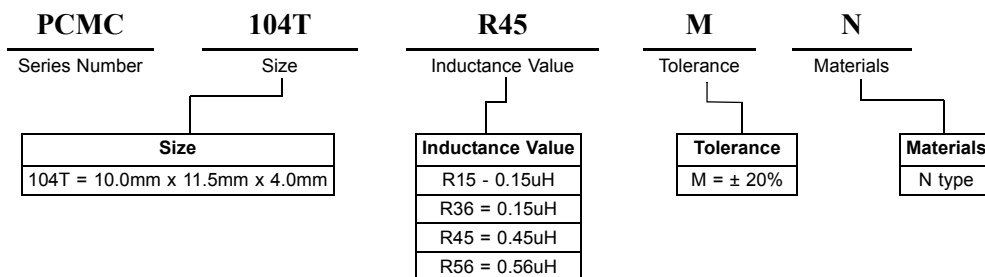 PCMC 104T R45 M N
Series Number Size Inductance Value Tolerance Materials
Size Inductance Value Tolerance Materials
104T = 10.0mm x 11.5mm x 4.0mm R15 - 0.15uH M = ± 20% N type
R36 = 0.15uH
R45 = 0.45uH
R56 = 0.56uH